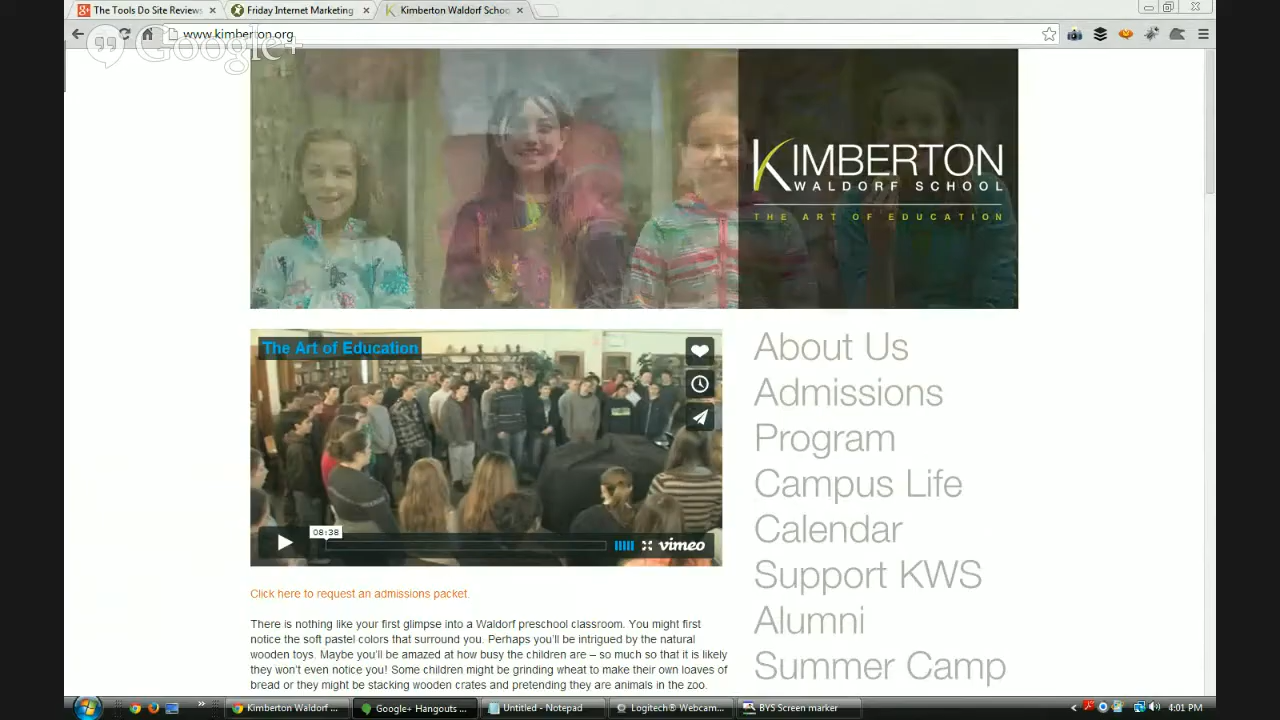 The Tools Do Site Reviews
Friday Internet Marketing
Kimberton Waldorf Schoo
www.kimberton.org
Google+
KIMBERTON
WALDORF SCHOOL
THE ART OF EDUCATION
The Art of Education
08:38
vimeo
Click here to request an admissions packet.
There is nothing like your first glimpse into a Waldorf preschool classroom. You might first
notice the soft pastel colors that surround you. Perhaps you'll be intrigued by the natural
wooden toys. Maybe you'll be amazed at how busy the children are – so much so that it is likely
they won't even notice you! Some children might be grinding wheat to make their own loaves of
bread or they might be stacking wooden crates and pretending they are animals in the zoo.
About Us
Admissions
Program
Campus Life
Calendar
Support KWS
Alumni
Summer Camp
Kimberton Waldorf ...
Google+ Hangouts ...
Untitled - Notepad
Logitech® Webcam...
BYS Screen marker
4:01 PM